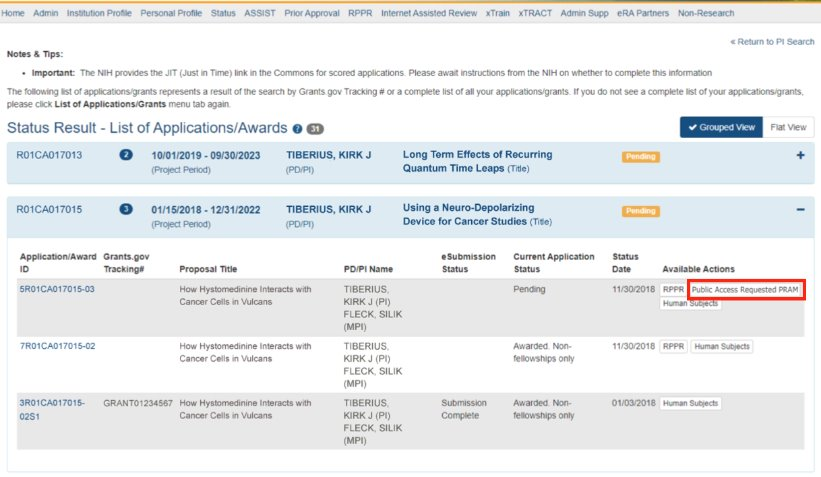 Home Admin Institution Profile Personal Profile Status ASSIST Prior Approval RPPR Internet Assisted Review xTrain xTRACT Admin Supp eRA Partners Non-Research
« Return to PI Search
Notes & Tips:
• Important: The NIH provides the JIT (Just in Time) link in the Commons for scored applications. Please await instructions from the NIH on whether to complete this information
The following list of applications/grants represents a result of the search by Grants gov Tracking # or a complete list of all your applications/grants. If you do not see a complete list of your applications/grants,
please click List of Applications/Grants menu tab again.
Status Result - List of Applications/Awards ? 31
✔ Grouped View Flat View
R01CA017013 2 10/01/2019 - 09/30/2023 TIBERIUS, KIRK J Long Term Effects of Recurring Pending +
(Project Period) (PD/PI) Quantum Time Leaps (Title)
R01CA017015 3 01/15/2018 - 12/31/2022 TIBERIUS, KIRK J Using a Neuro-Depolarizing Pending −
(Project Period) (PD/PI) Device for Cancer Studies (Title)
Application/Award Grants.gov eSubmission Current Application Status
ID Tracking# Proposal Title PD/PI Name Status Status Date Available Actions
5R01CA017015-03 How Hystomedinine Interacts with TIBERIUS, Pending 11/30/2018 RPPR Public Access Requested PRAM
Cancer Cells in Vulcans KIRK J (PI) Human Subjects
FLECK, SILIK
(MPI)
7R01CA017015-02 How Hystomedinine Interacts with TIBERIUS, Awarded. Non- 11/30/2018 RPPR Human Subjects
Cancer Cells in Vulcans KIRK J (PI) fellowships only
FLECK, SILIK
(MPI)
3R01CA017015- GRANT01234567 How Hystomedinine Interacts with TIBERIUS, Submission Awarded. Non- 01/03/2018 Human Subjects
02S1 Cancer Cells in Vulcans KIRK J (PI) Complete fellowships only
FLECK, SILIK
(MPI)